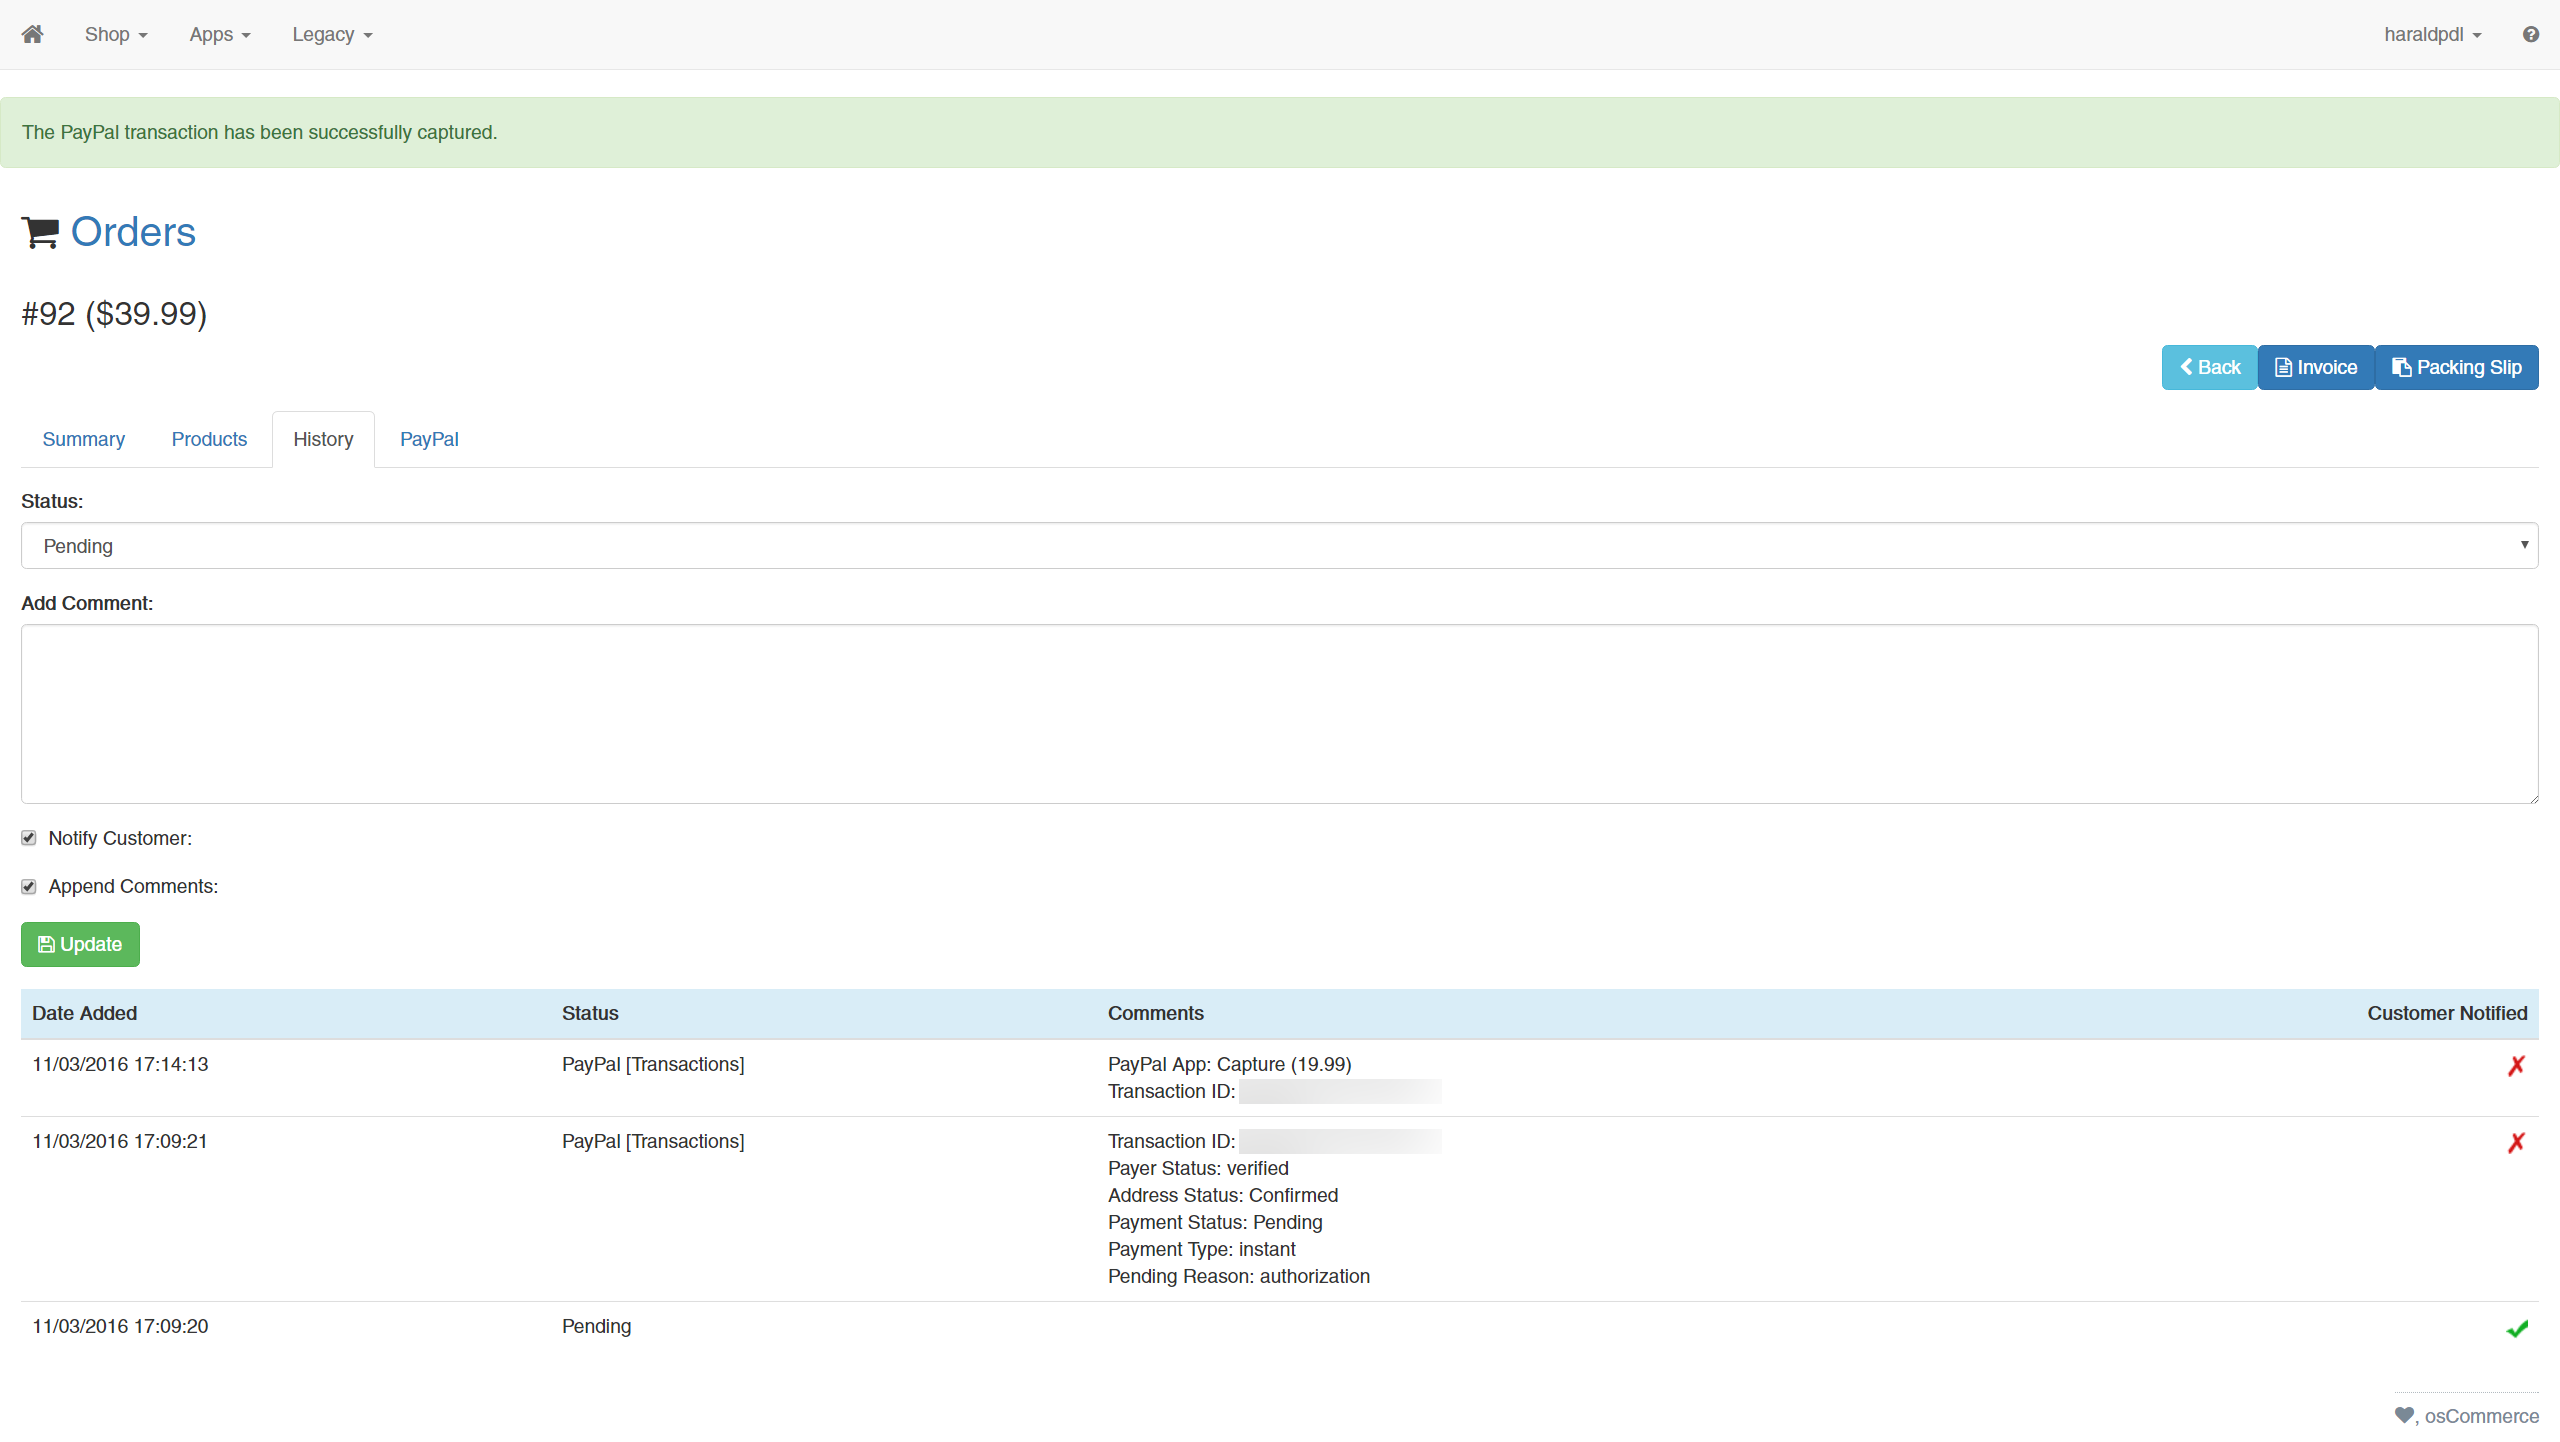 Shop Apps Legacy haraldpdl
The PayPal transaction has been successfully captured.
Orders
#92 ($39.99)
Back Invoice Packing Slip
Summary Products History PayPal
Status:
Pending
Add Comment:
Notify Customer:
Append Comments:
Update
Date Added Status Comments Customer Notified
11/03/2016 17:14:13 PayPal [Transactions] PayPal App: Capture (19.99)
Transaction ID:
11/03/2016 17:09:21 PayPal [Transactions] Transaction ID:
Payer Status: verified
Address Status: Confirmed
Payment Status: Pending
Payment Type: instant
Pending Reason: authorization
11/03/2016 17:09:20 Pending
, osCommerce